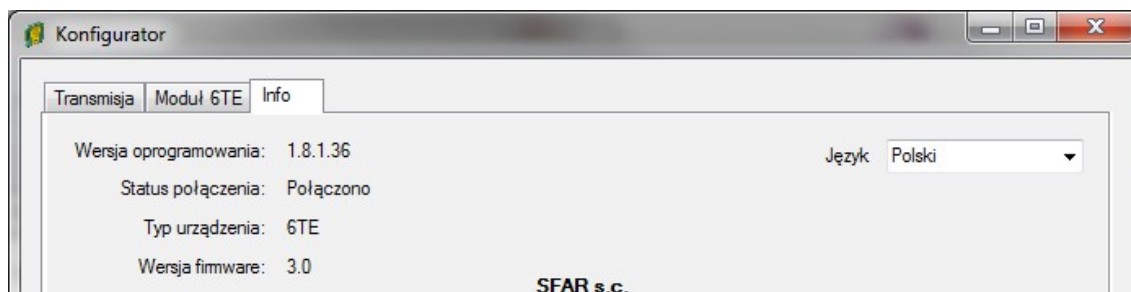 Konfigurator
Transmisja Moduł 6TE Info
Wersja oprogramowania: 1.8.1.36 Język Polski
Status połączenia: Połączono
Typ urządzenia: 6TE
Wersja firmware: 3.0
SFAR s.c.